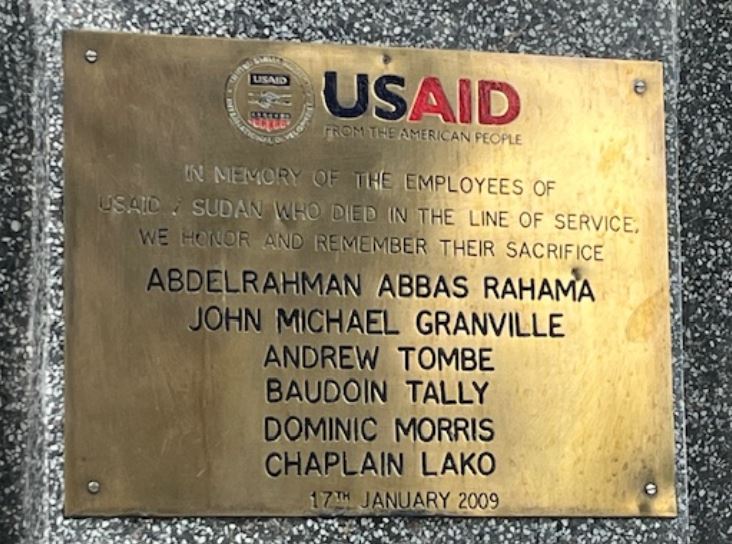 USAID
USAID
FROM THE AMERICAN PEOPLE
IN MEMORY OF THE EMPLOYEES OF
USAID / SUDAN WHO DIED IN THE LINE OF SERVICE,
WE HONOR AND REMEMBER THEIR SACRIFICE
ABDELRAHMAN ABBAS RAHAMA
JOHN MICHAEL GRANVILLE
ANDREW TOMBE
BAUDOIN TALLY
DOMINIC MORRIS
CHAPLAIN LAKO
17TH JANUARY 2009